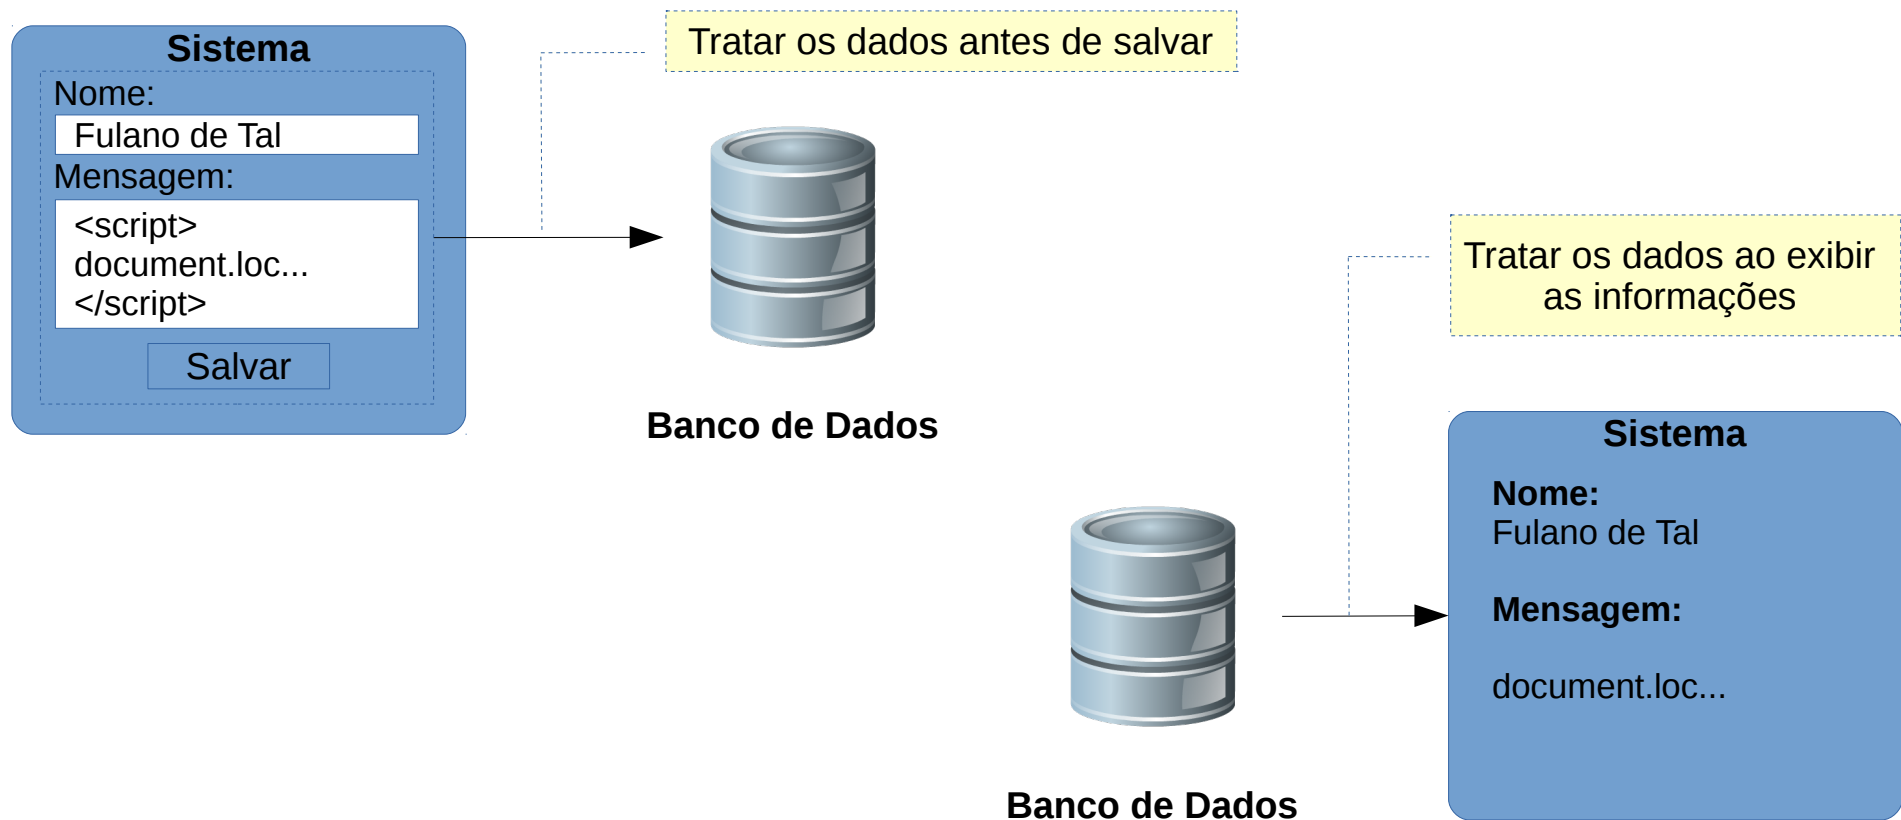 Sistema
Nome:
Fulano de Tal
Mensagem:
<script>
document.loc...
</script>
Salvar
Tratar os dados antes de salvar
Banco de Dados
Tratar os dados ao exibir
as informações
Banco de Dados
Sistema
Nome:
Fulano de Tal
Mensagem:
document.loc...